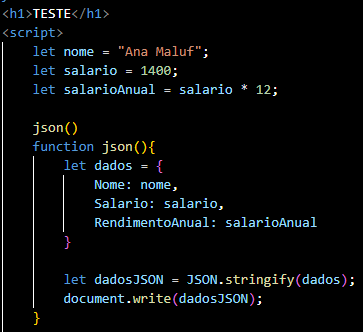 <h1>TESTE</h1>
<script>
let nome = "Ana Maluf";
let salario = 1400;
let salarioAnual = salario * 12;
json()
function json(){
let dados = {
Nome: nome,
Salario: salario,
RendimentoAnual: salarioAnual
}
let dadosJSON = JSON.stringify(dados);
document.write(dadosJSON);
}